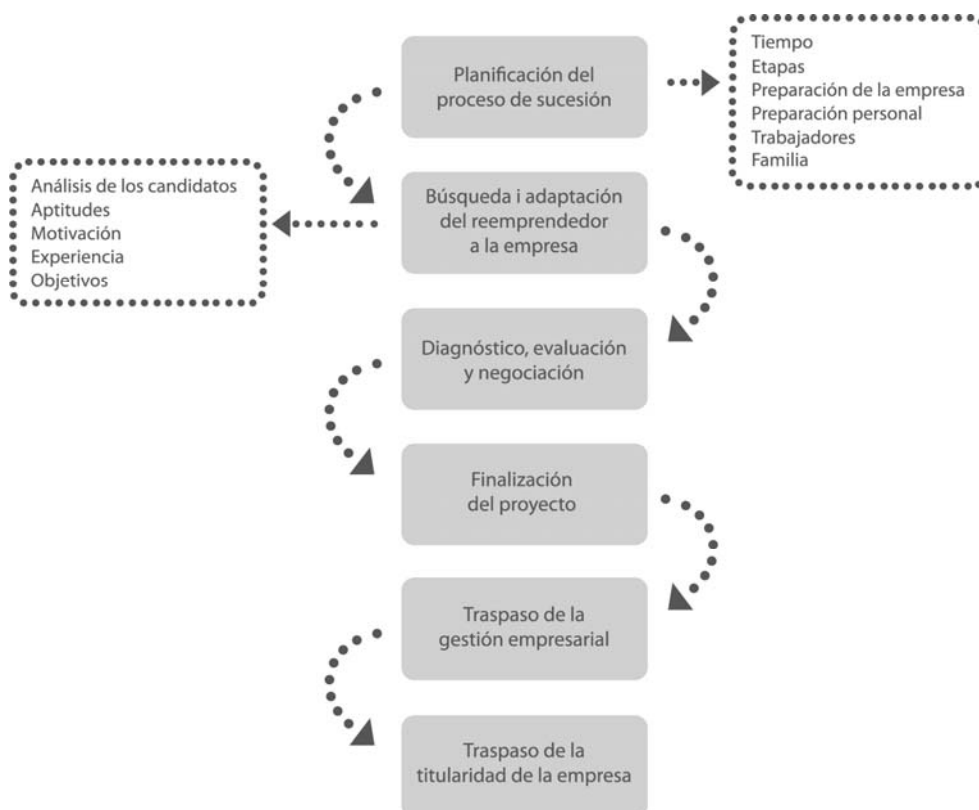 Planificación del
proceso de sucesión
Tiempo
Etapas
Preparación de la empresa
Preparación personal
Trabajadores
Familia
Búsqueda i adaptación
del reemprendedor
a la empresa
Análisis de los candidatos
Aptitudes
Motivación
Experiencia
Objetivos
Diagnóstico, evaluación
y negociación
Finalización
del proyecto
Traspaso de la
gestión empresarial
Traspaso de la
titularidad de la empresa